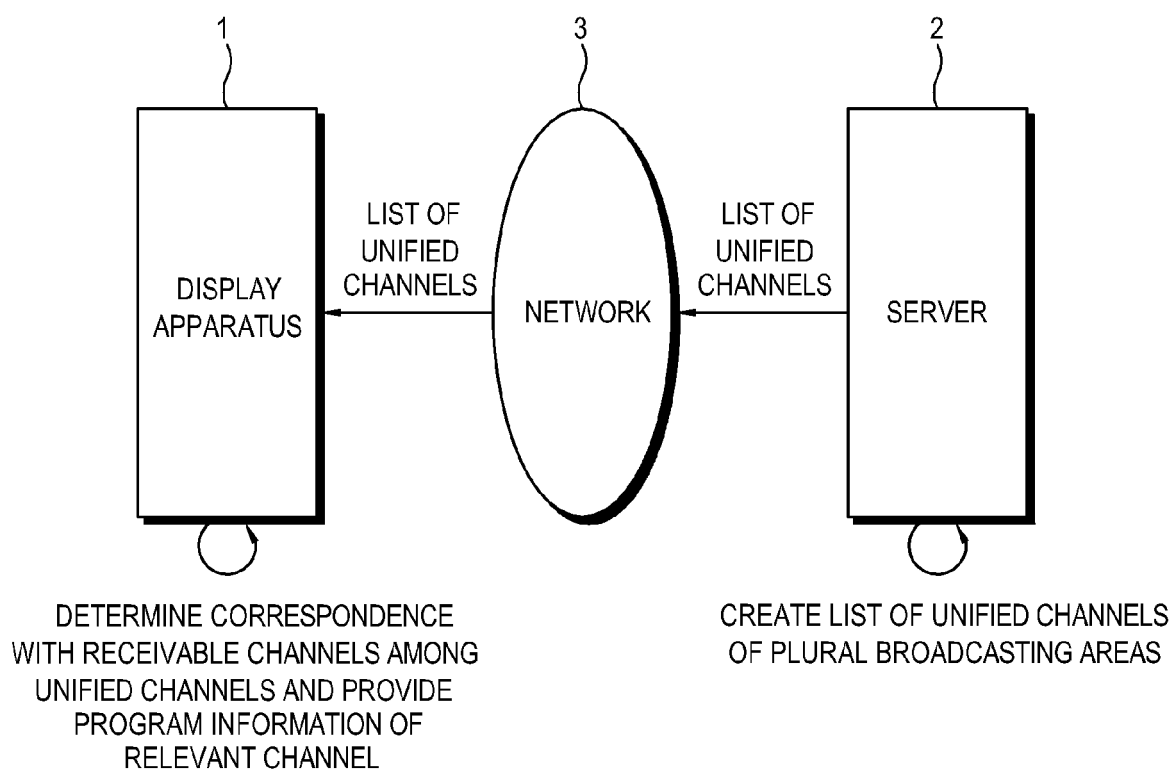 1
3
2
LIST OF
UNIFIED
CHANNELS
LIST OF
UNIFIED
CHANNELS
DISPLAY
APPARATUS
NETWORK
SERVER
DETERMINE CORRESPONDENCE
WITH RECEIVABLE CHANNELS AMONG
UNIFIED CHANNELS AND PROVIDE
PROGRAM INFORMATION OF
RELEVANT CHANNEL
CREATE LIST OF UNIFIED CHANNELS
OF PLURAL BROADCASTING AREAS